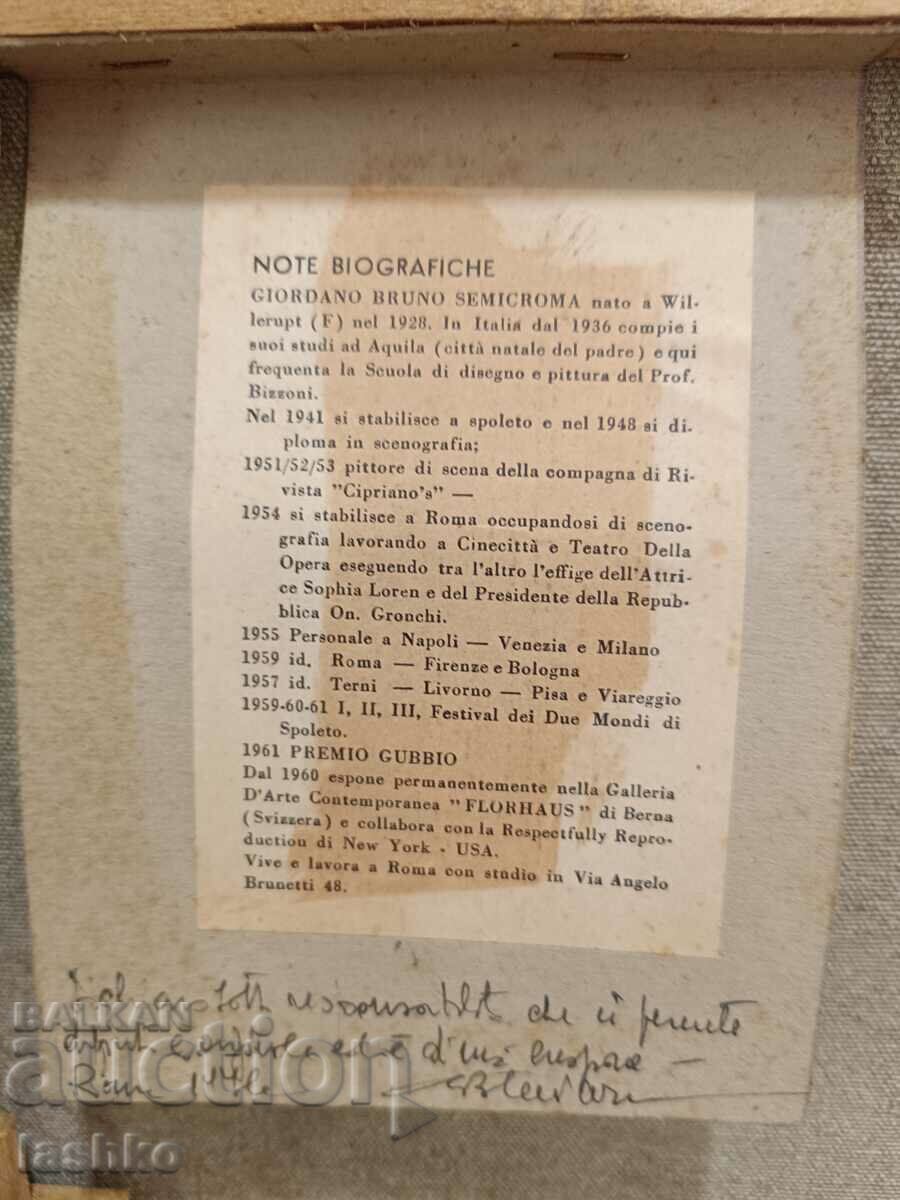 NOTE BIOGRAFICHE
GIORDANO BRUNO SEMICROMA nato a Wil-
lerupt (F) nel 1928. In Italia dal 1936 compie i
suoi studi ad Aquila (città natale del padre) e qui
frequenta la Scuola di disegno e pittura del Prof.
Bizzoni.
Nel 1941 si stabilisce a spoleto e nel 1948 si di-
ploma in scenografia;
1951/52/53 pittore di scena della compagna di Ri-
vista "Cipriano's" —
1954 si stabilisce a Roma occupandosi di sceno-
grafia lavorando a Cinecittà e Teatro Della
Opera eseguendo tra l'altro l'effige dell'Attri-
ce Sophia Loren e del Presidente della Repub-
blica On. Gronchi.
1955 Personale a Napoli — Venezia e Milano
1959 id. Roma — Firenze e Bologna
1957 id. Terni — Livorno — Pisa e Viareggio
1959-60-61 I, II, III, Festival dei Due Mondi di
Spoleto.
1961 PREMIO GUBBIO
Dal 1960 espone permanentemente nella Galleria
D'Arte Contemporanea "FLORHAUS" di Berna
(Svizzera) e collabora con la Respectfully Repro-
duction di New York - USA.
Vive e lavora a Roma con studio in Via Angelo
Brunetti 48.
che
BALKAN
Auction
lashko